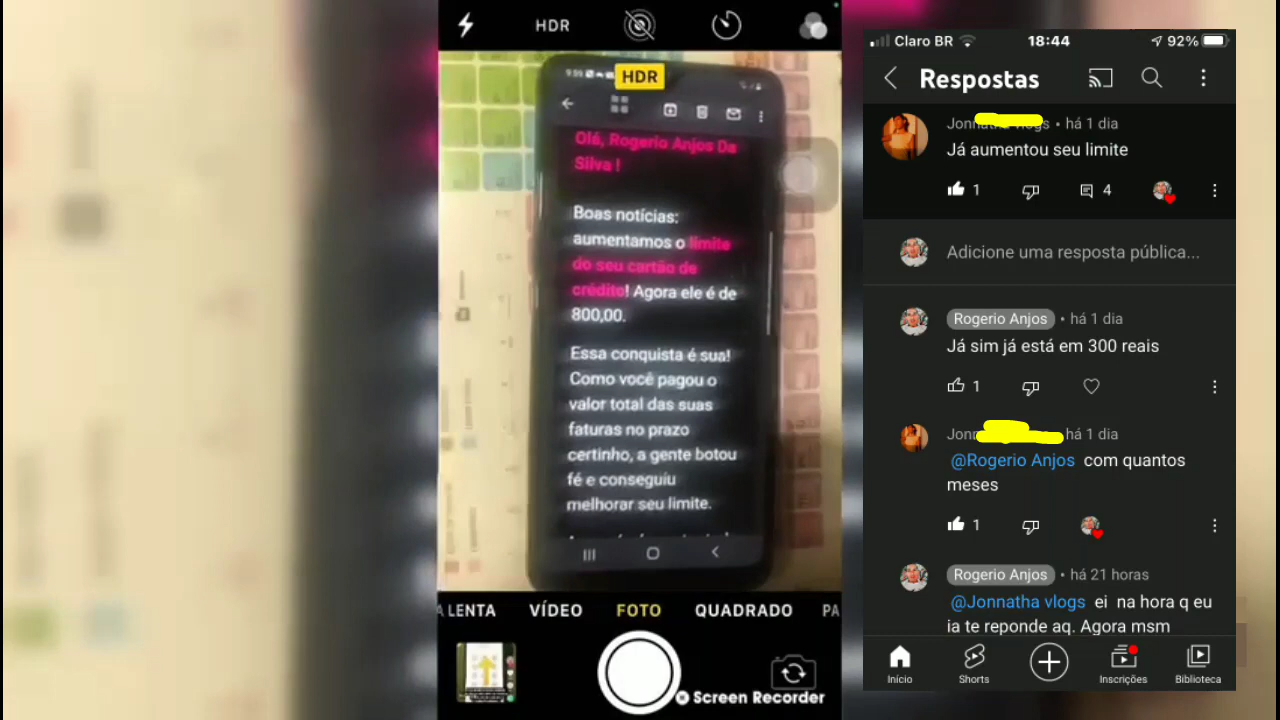 HDR
9:55
HDR
Olá, Rogerio Anjos Da
Silva !
Boas notícias:
aumentamos o limite
do seu cartão de
crédito! Agora ele é de
800,00.
Essa conquista é sua!
Como você pagou o
valor total das suas
faturas no prazo
certinho, a gente botou
fé e conseguiu
melhorar seu limite.
LENTA
VÍDEO
FOTO
QUADRADO
PA
Screen Recorder
Claro BR
18:44
92%
Respostas
há 1 dia
Já aumentou seu limite
1
4
Adicione uma resposta pública...
Rogerio Anjos • há 1 dia
Já sim já está em 300 reais
1
há 1 dia
@Rogerio Anjos com quantos
meses
1
Rogerio Anjos • há 21 horas
@Jonnatha vlogs ei na hora q eu
ia te reponde aq. Agora msm
Início
Shorts
Inscrições
Biblioteca